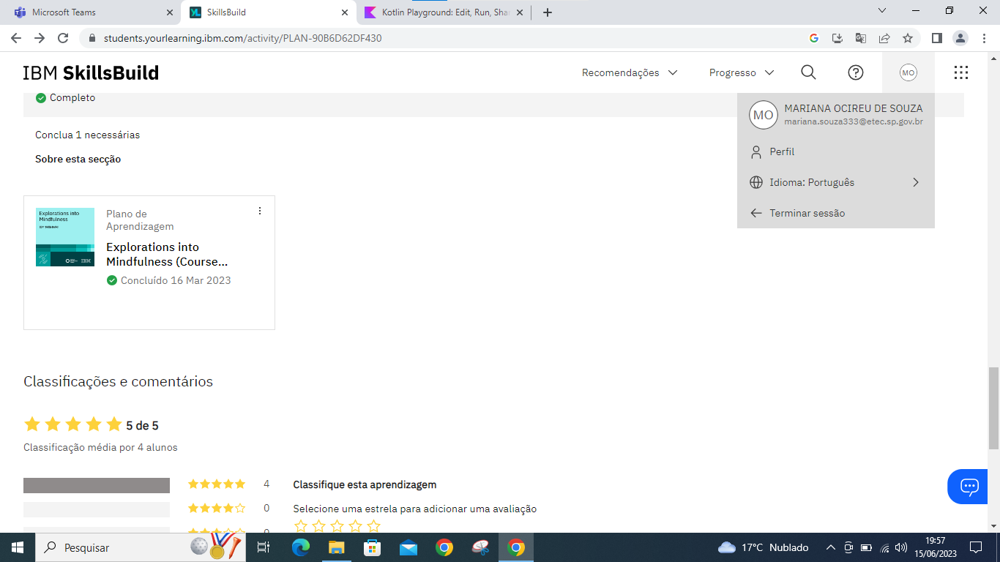 Microsoft Teams
SkillsBuild
Kotlin Playground: Edit, Run, Sha
students.yourlearning.ibm.com/activity/PLAN-90B6D62DF430
IBM SkillsBuild
Recomendações
Progresso
MO
Completo
MO
MARIANA OCIREU DE SOUZA
mariana.souza333@etec.sp.gov.br
Conclua 1 necessárias
Perfil
Sobre esta secção
Idioma: Português
Terminar sessão
Explorations into
Mindfulness
IBM SkillsBuild
IBM
Plano de
Aprendizagem
Explorations into
Mindfulness (Course...
Concluído 16 Mar 2023
Classificações e comentários
5 de 5
Classificação média por 4 alunos
4
Classifique esta aprendizagem
0
Selecione uma estrela para adicionar uma avaliação
0
Pesquisar
17°C Nublado
19:57
15/06/2023